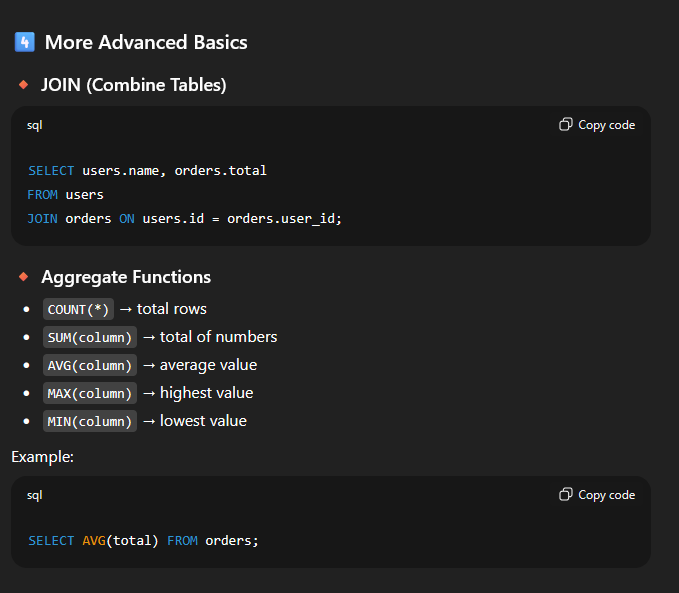 4 More Advanced Basics
JOIN (Combine Tables)
sql
Copy code
SELECT users.name, orders.total
FROM users
JOIN orders ON users.id = orders.user_id;
Aggregate Functions
• COUNT(*) → total rows
• SUM(column) → total of numbers
• AVG(column) → average value
• MAX(column) → highest value
• MIN(column) → lowest value
Example:
sql
Copy code
SELECT AVG(total) FROM orders;